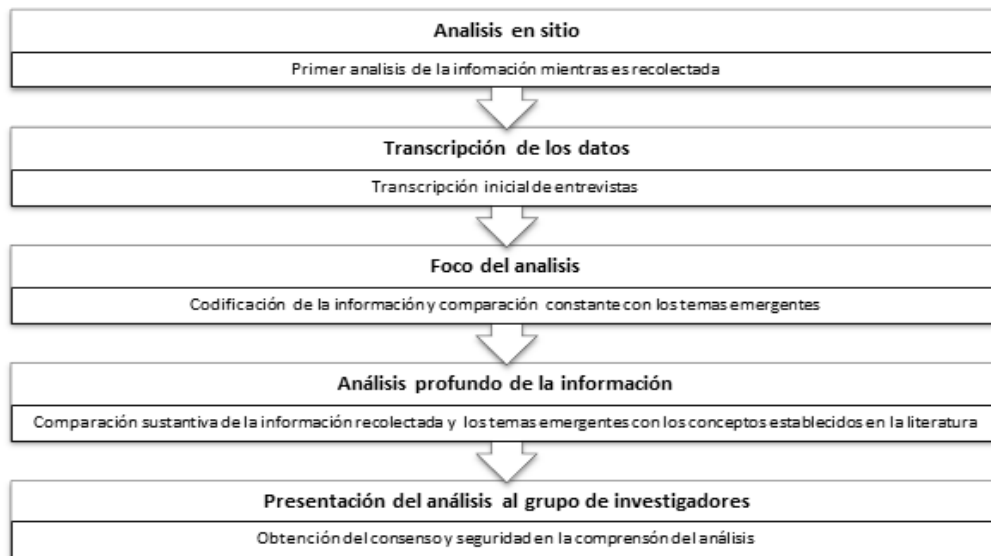 Analisis en sitio
Primer analisis de la infomación mientras es recolectada
Transcripción de los datos
Transcripción inicial de entrevistas
Foco del analisis
Codificación de la información y comparación constante con los temas emergentes
Análisis profundo de la información
Comparación sustantiva de la información recolectada y los temas emergentes con los conceptos establecidos en la literatura
Presentación del análisis al grupo de investigadores
Obtención del consenso y seguridad en la comprensón del análisis